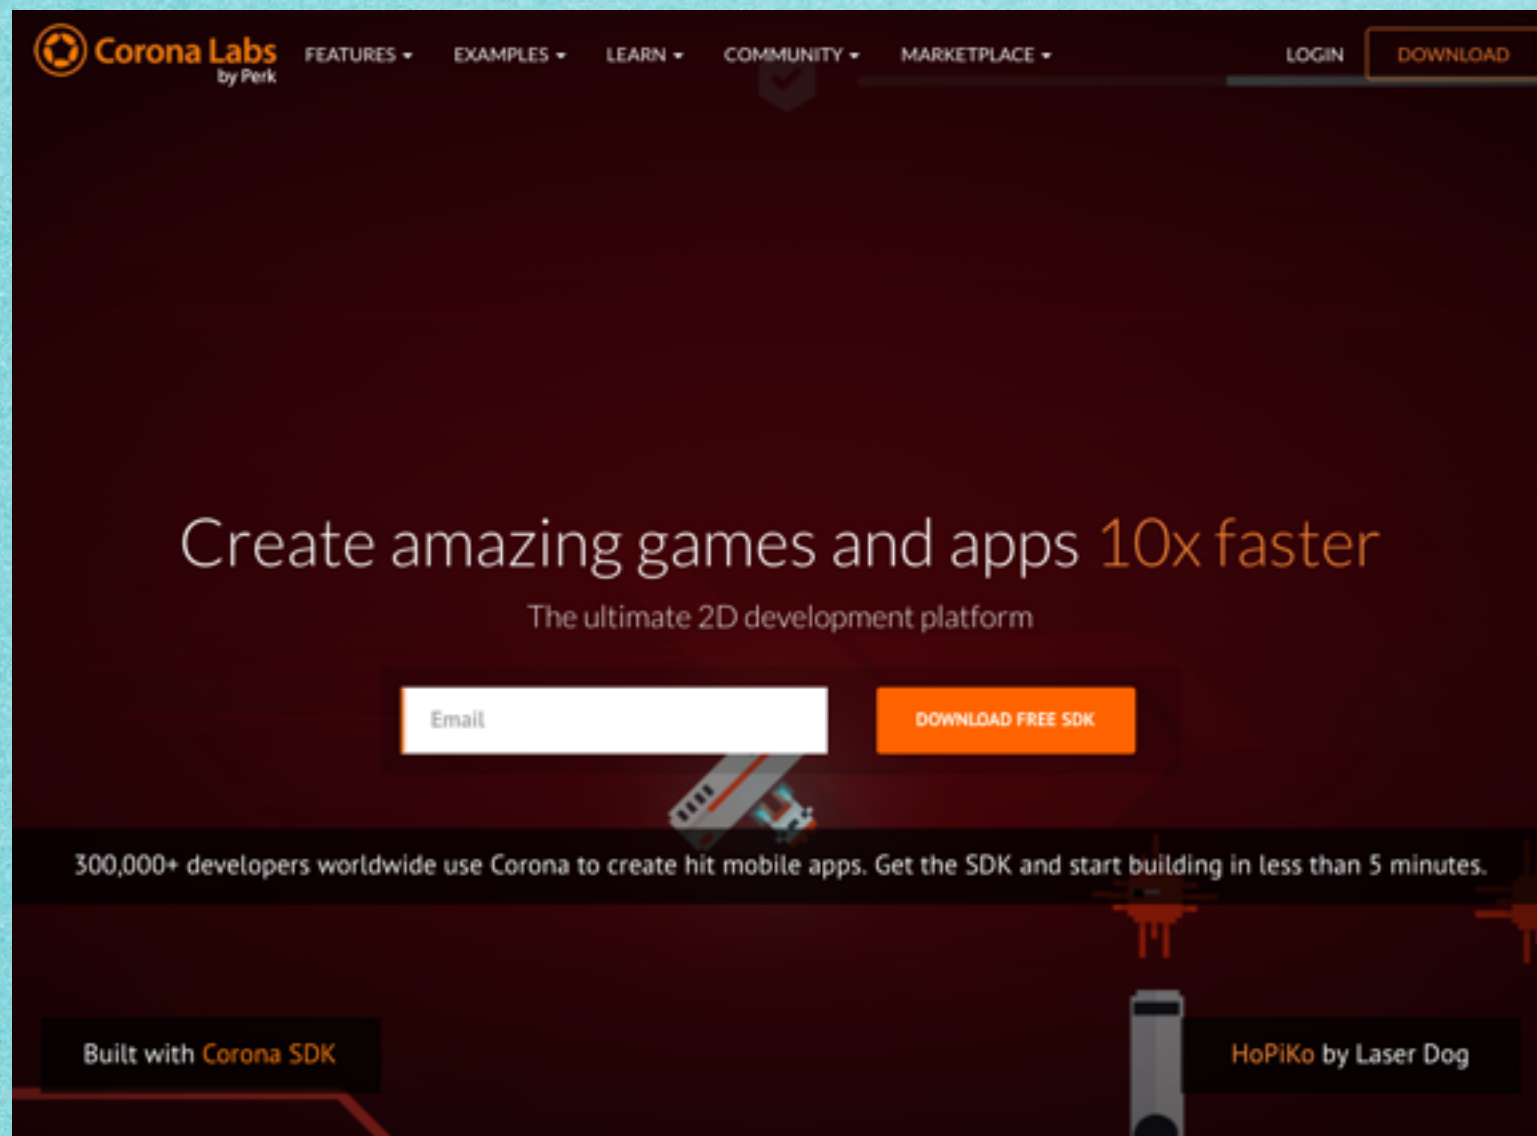 Corona Labs
by Perk
FEATURES
EXAMPLES
LEARN
COMMUNITY
MARKETPLACE
LOGIN
DOWNLOAD
Create amazing games and apps 10x faster
The ultimate 2D development platform
Email
DOWNLOAD FREE SDK
300,000+ developers worldwide use Corona to create hit mobile apps. Get the SDK and start building in less than 5 minutes.
Built with Corona SDK
HoPiKo by Laser Dog